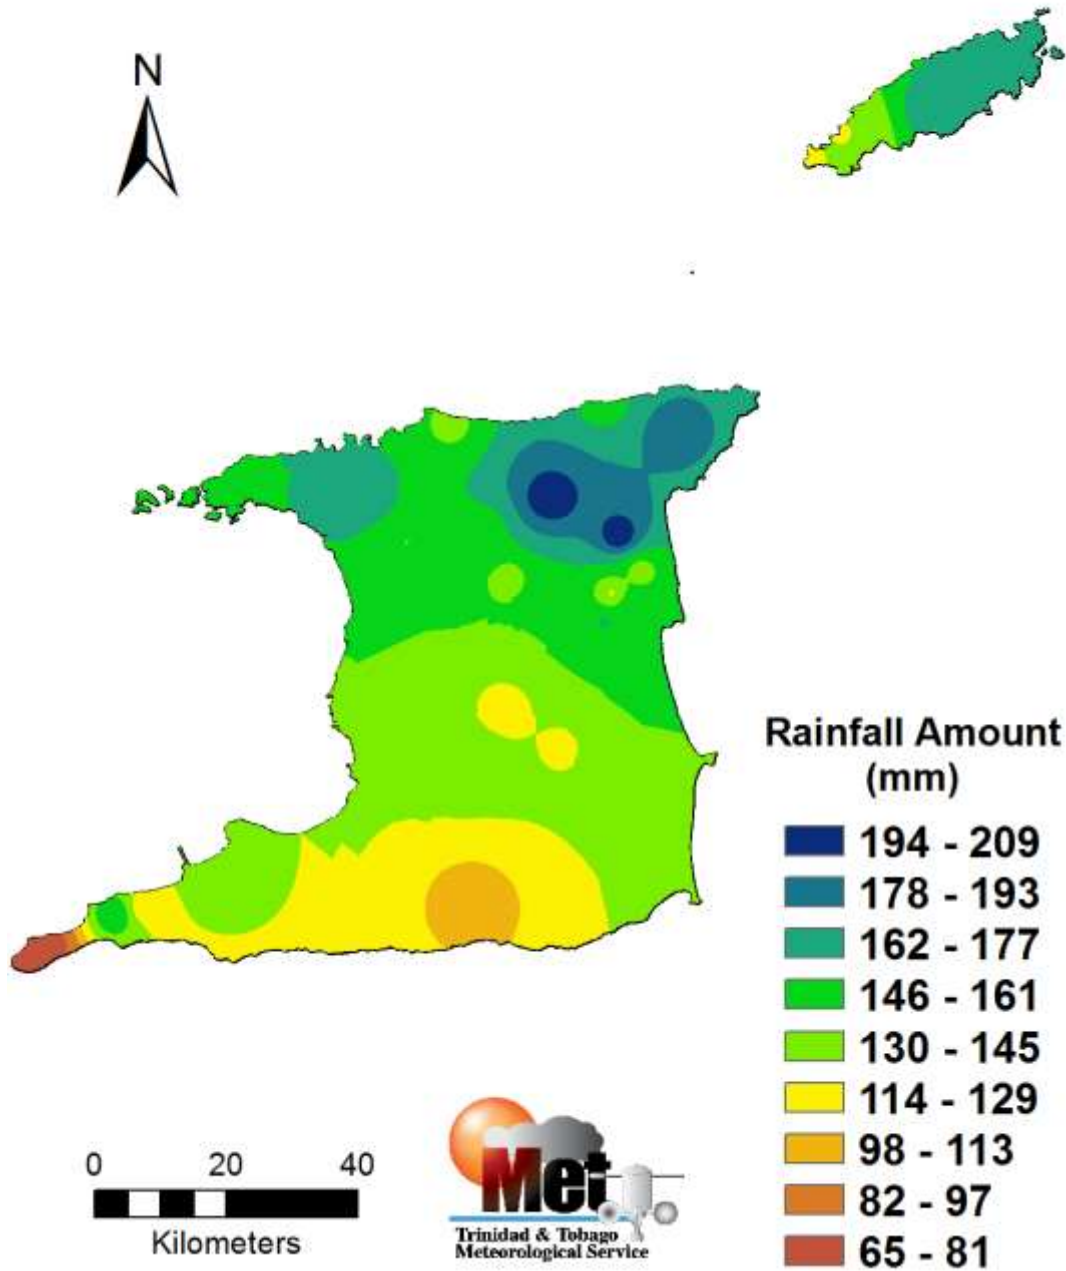 N
Rainfall Amount
(mm)
194 - 209
178 - 193
162 - 177
146 - 161
130 - 145
114 - 129
98 - 113
82 - 97
65 - 81
0 20 40
Kilometers
Met
Trinidad & Tobago
Meteorological Service